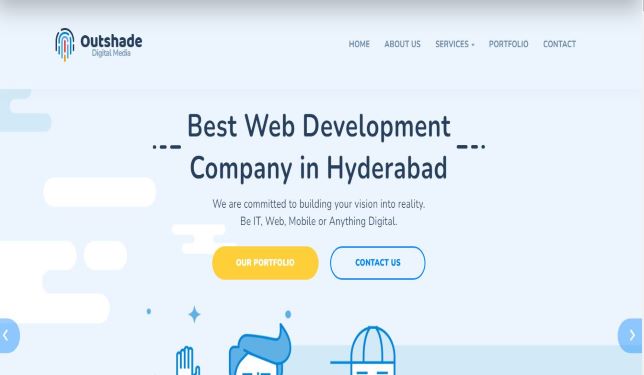 Outshade
Digital Media
HOME ABOUT US SERVICES PORTFOLIO CONTACT
Best Web Development
Company in Hyderabad
We are committed to building your vision into reality.
Be IT, Web, Mobile or Anything Digital.
OUR PORTFOLIO CONTACT US